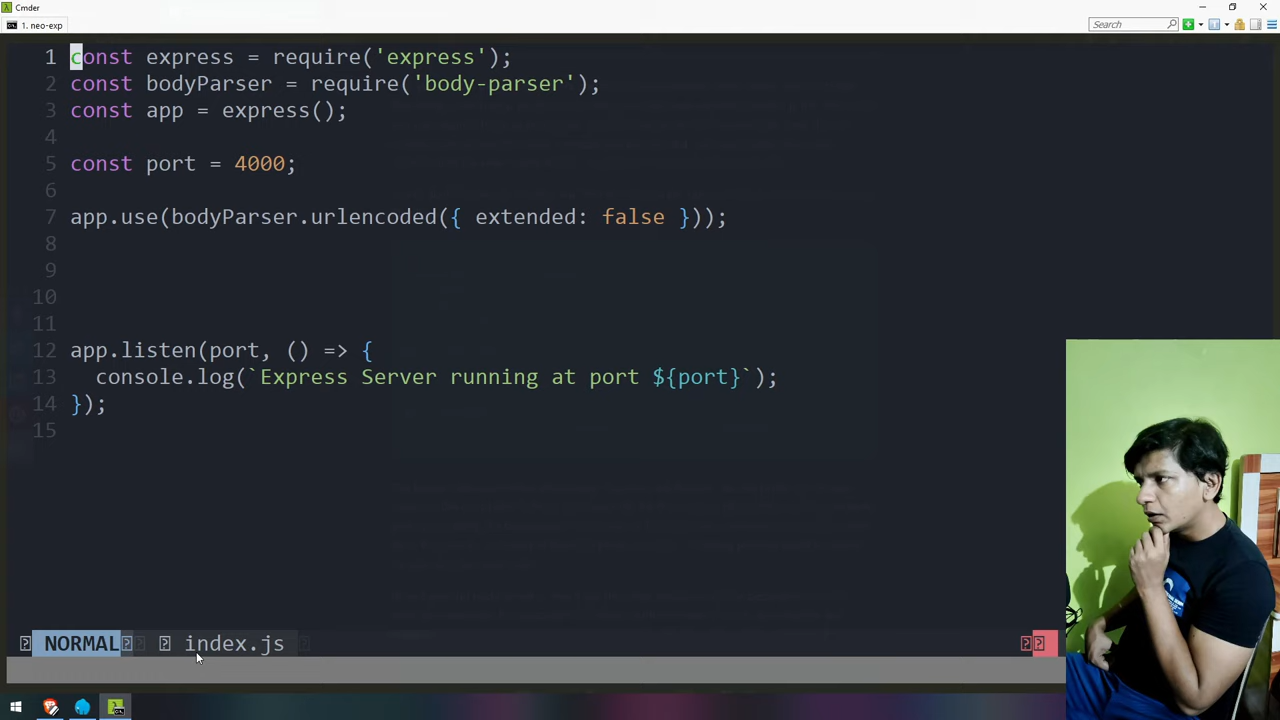 Cmder
1. neo-exp
Search
1 const express = require('express');
2 const bodyParser = require('body-parser');
3 const app = express();
4
5 const port = 4000;
6
7 app.use(bodyParser.urlencoded({ extended: false }));
8
9
10
11
12 app.listen(port, () => {
13   console.log(`Express Server running at port ${port}`);
14 });
15
NORMAL index.js